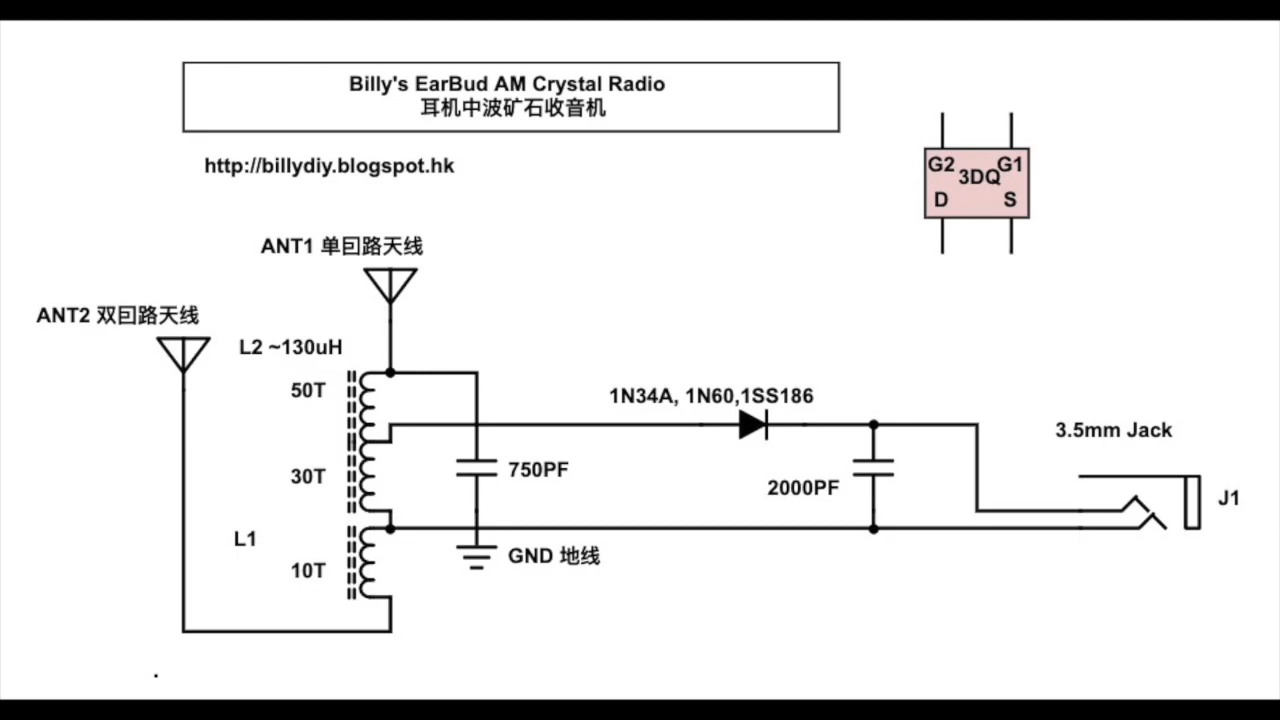 Billy's EarBud AM Crystal Radio
耳机中波矿石收音机
http://billydiy.blogspot.hk
G2 G1
3DQ
D S
ANT1 单回路天线
ANT2 双回路天线
L2 ~130uH
50T
1N34A, 1N60,1SS186
3.5mm Jack
30T
750PF
2000PF
J1
L1
GND 地线
10T